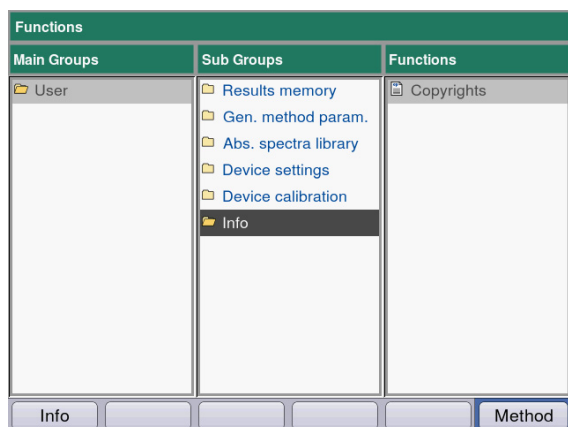 Functions
Main Groups
Sub Groups
Functions
User
Results memory
Gen. method param.
Abs. spectra library
Device settings
Device calibration
Info
Copyrights
Info
Method